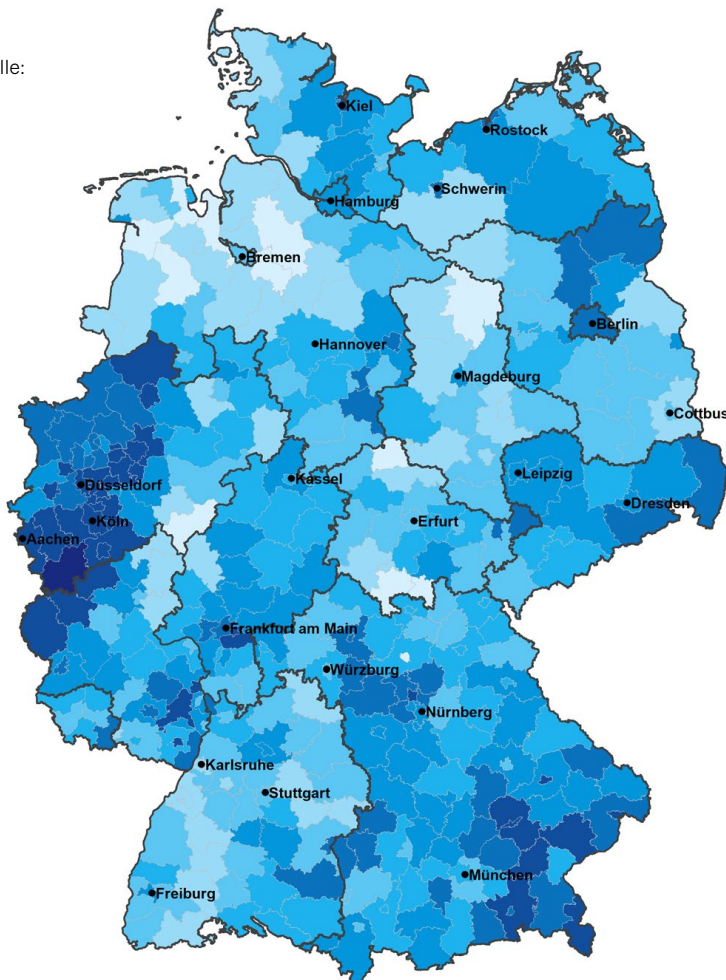 lle:
Kiel
Rostock
Schwerin
Hamburg
Bremen
Berlin
Hannover
Magdeburg
Cottbus
Leipzig
Kassel
Düsseldorf
Dresden
Köln
Erfurt
Aachen
Frankfurt am Main
Würzburg
Nürnberg
Karlsruhe
Stuttgart
München
Freiburg